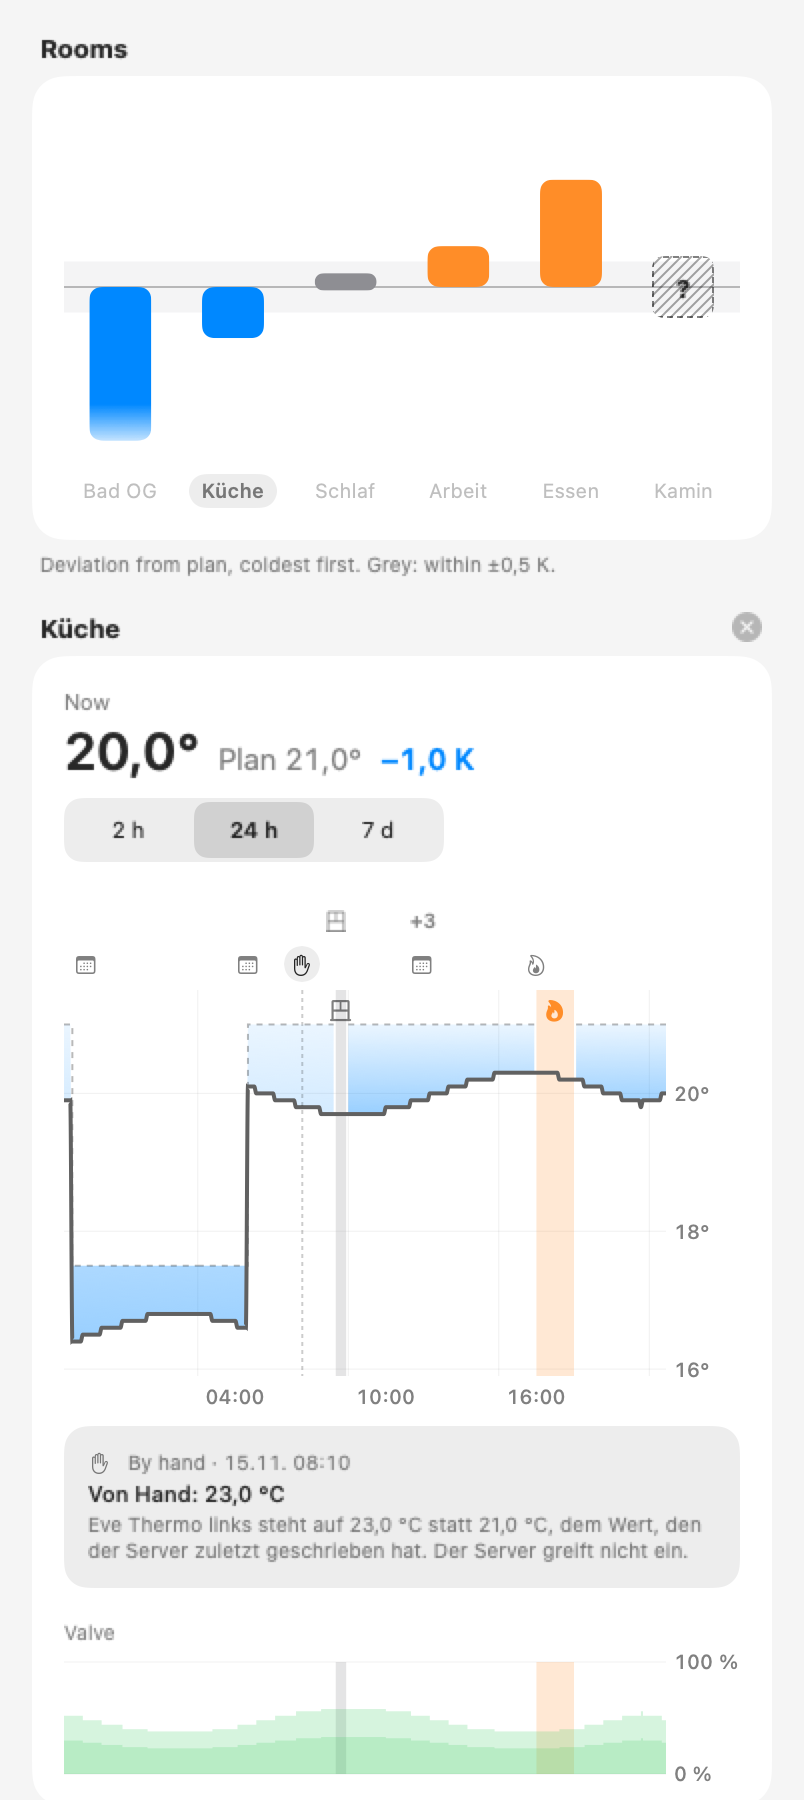 Rooms
?
Bad OG Küche Schlaf Arbeit Essen Kamin
Deviation from plan, coldest first. Grey: within ±0,5 K.
Küche
Now
20,0° Plan 21,0° −1,0 K
2 h 24 h 7 d
+3
20°
18°
16°
04:00 10:00 16:00
By hand · 15.11. 08:10
Von Hand: 23,0 °C
Eve Thermo links steht auf 23,0 °C statt 21,0 °C, dem Wert, den
der Server zuletzt geschrieben hat. Der Server greift nicht ein.
Valve
100 %
0 %